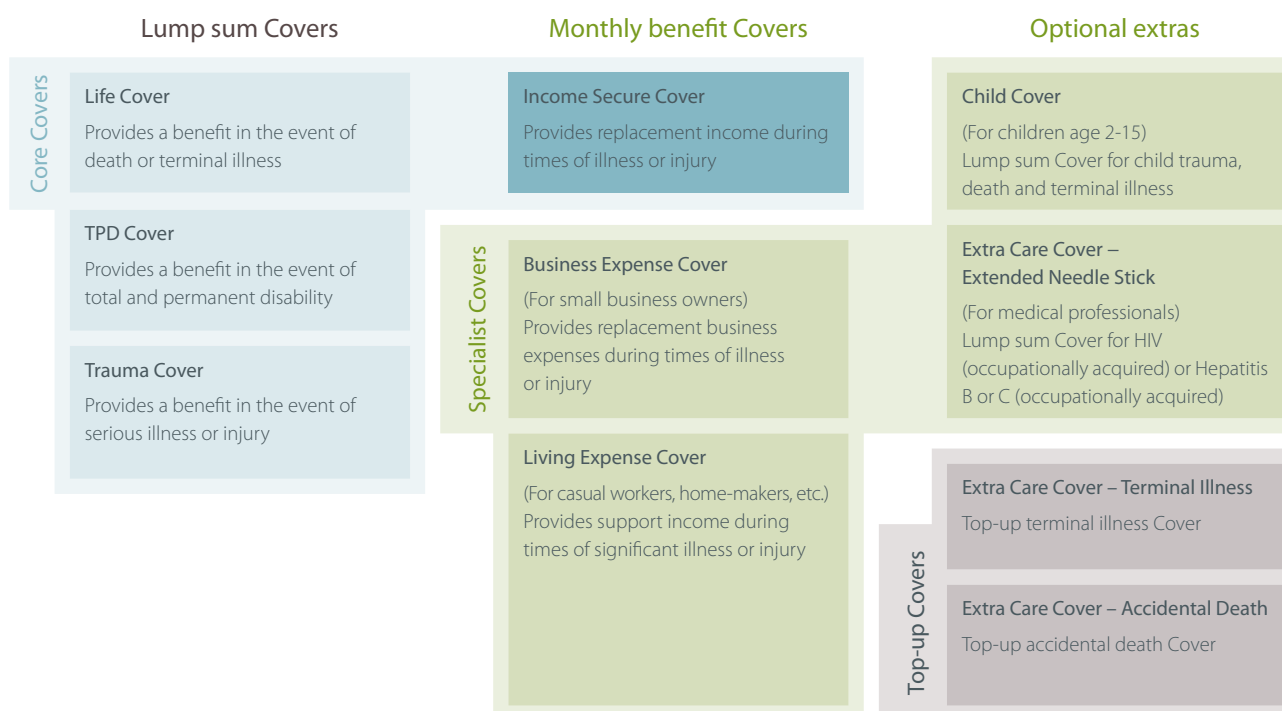 Lump sum Covers
Monthly benefit Covers
Optional extras
Core Covers
Life Cover
Provides a benefit in the event of
death or terminal illness
TPD Cover
Provides a benefit in the event of
total and permanent disability
Trauma Cover
Provides a benefit in the event of
serious illness or injury
Income Secure Cover
Provides replacement income during
times of illness or injury
Specialist Covers
Business Expense Cover
(For small business owners)
Provides replacement business
expenses during times of illness
or injury
Living Expense Cover
(For casual workers, home-makers, etc.)
Provides support income during
times of significant illness or injury
Child Cover
(For children age 2-15)
Lump sum Cover for child trauma,
death and terminal illness
Extra Care Cover –
Extended Needle Stick
(For medical professionals)
Lump sum Cover for HIV
(occupationally acquired) or Hepatitis
B or C (occupationally acquired)
Top-up Covers
Extra Care Cover – Terminal Illness
Top-up terminal illness Cover
Extra Care Cover – Accidental Death
Top-up accidental death Cover